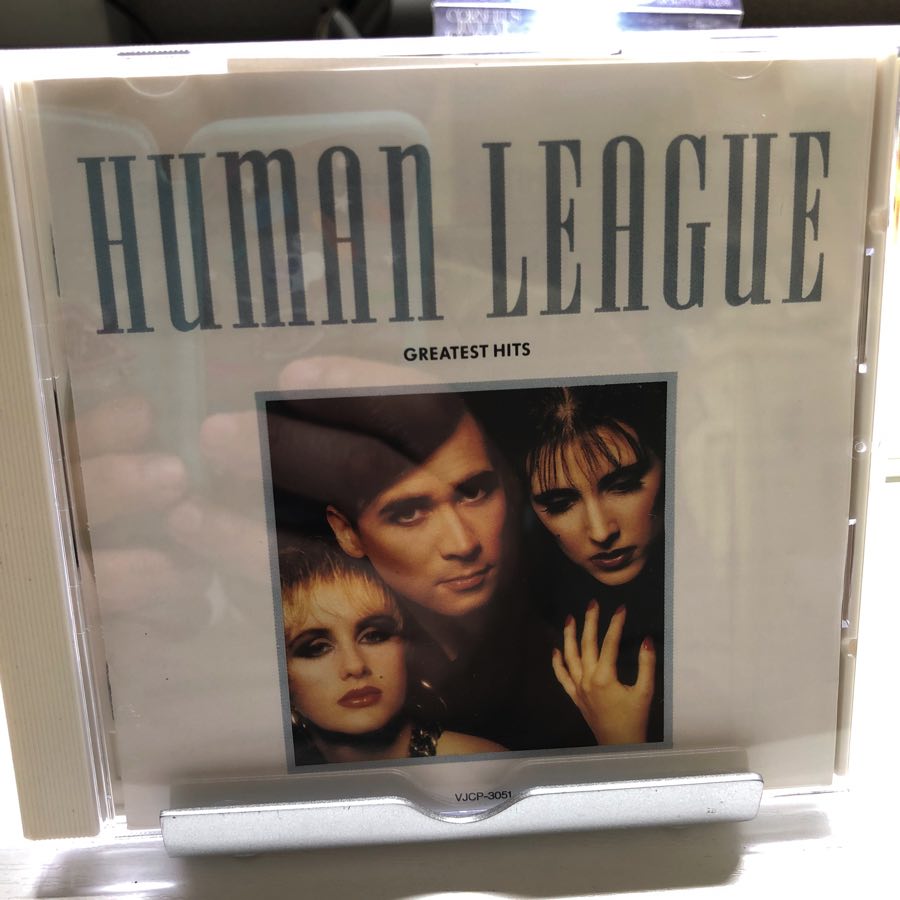 HUMAN LEAGUE
GREATEST HITS
VJCP-3051